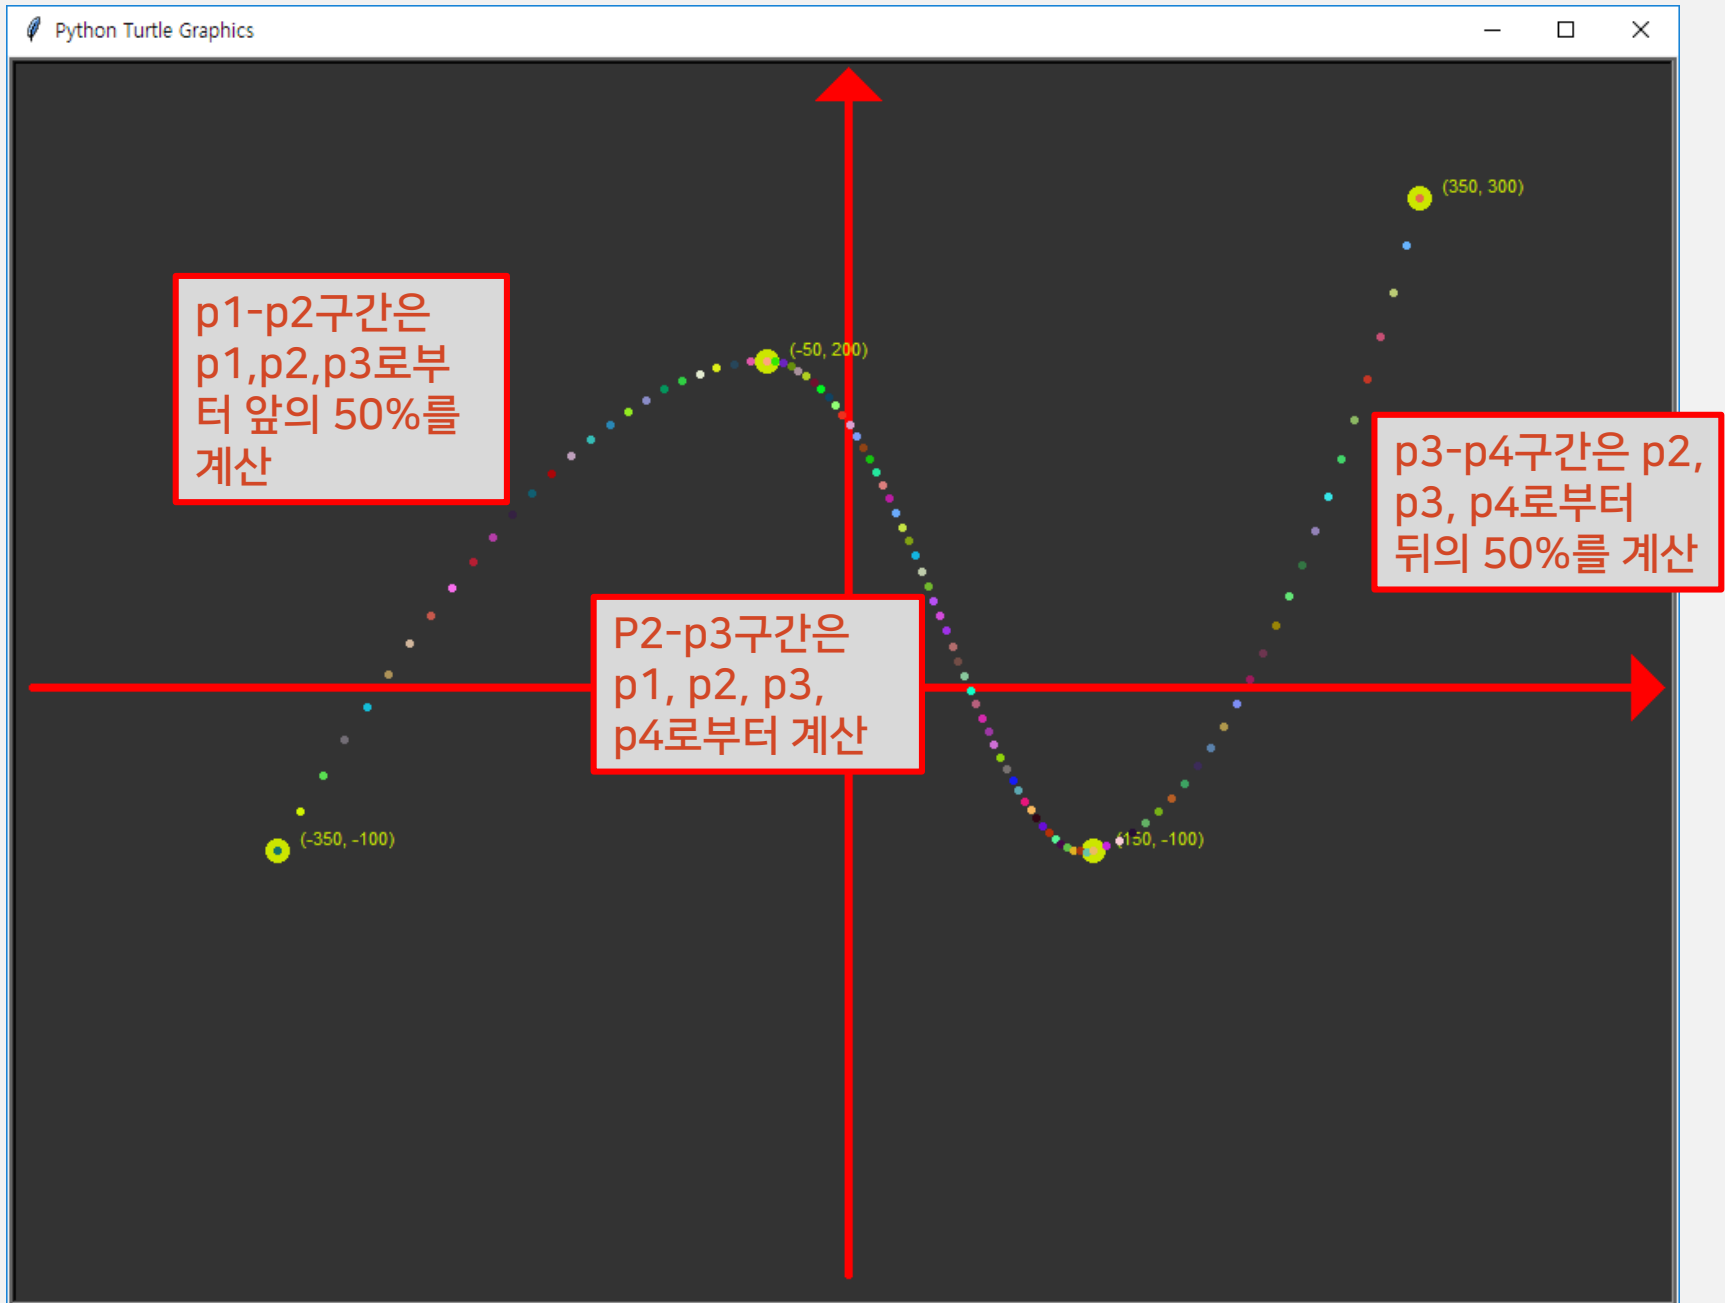 Python Turtle Graphics
(350, 300)
p1-p2구간은
p1,p2,p3로부
터 앞의 50%를
계산
(-50, 200)
p3-p4구간은 p2,
p3, p4로부터
뒤의 50%를 계산
P2-p3구간은
p1, p2, p3,
p4로부터 계산
(-350, -100)
(150, -100)